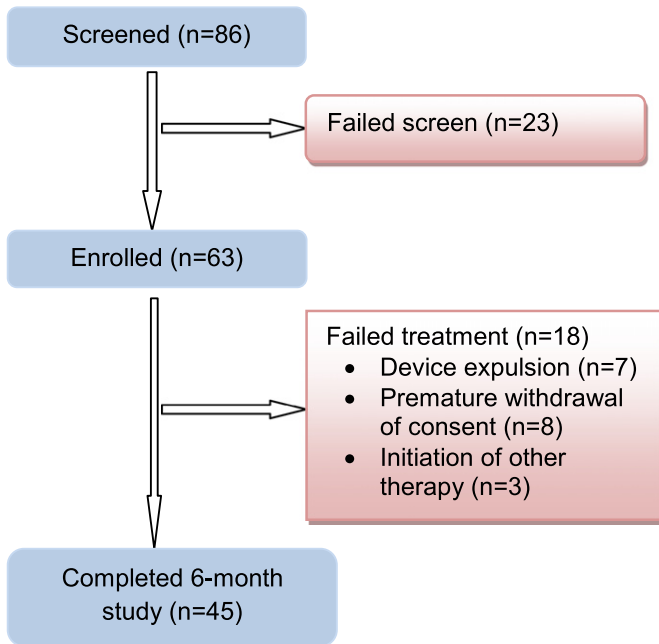 Screened (n=86)
Failed screen (n=23)
Enrolled (n=63)
Failed treatment (n=18)
• Device expulsion (n=7)
• Premature withdrawal
of consent (n=8)
• Initiation of other
therapy (n=3)
Completed 6-month
study (n=45)